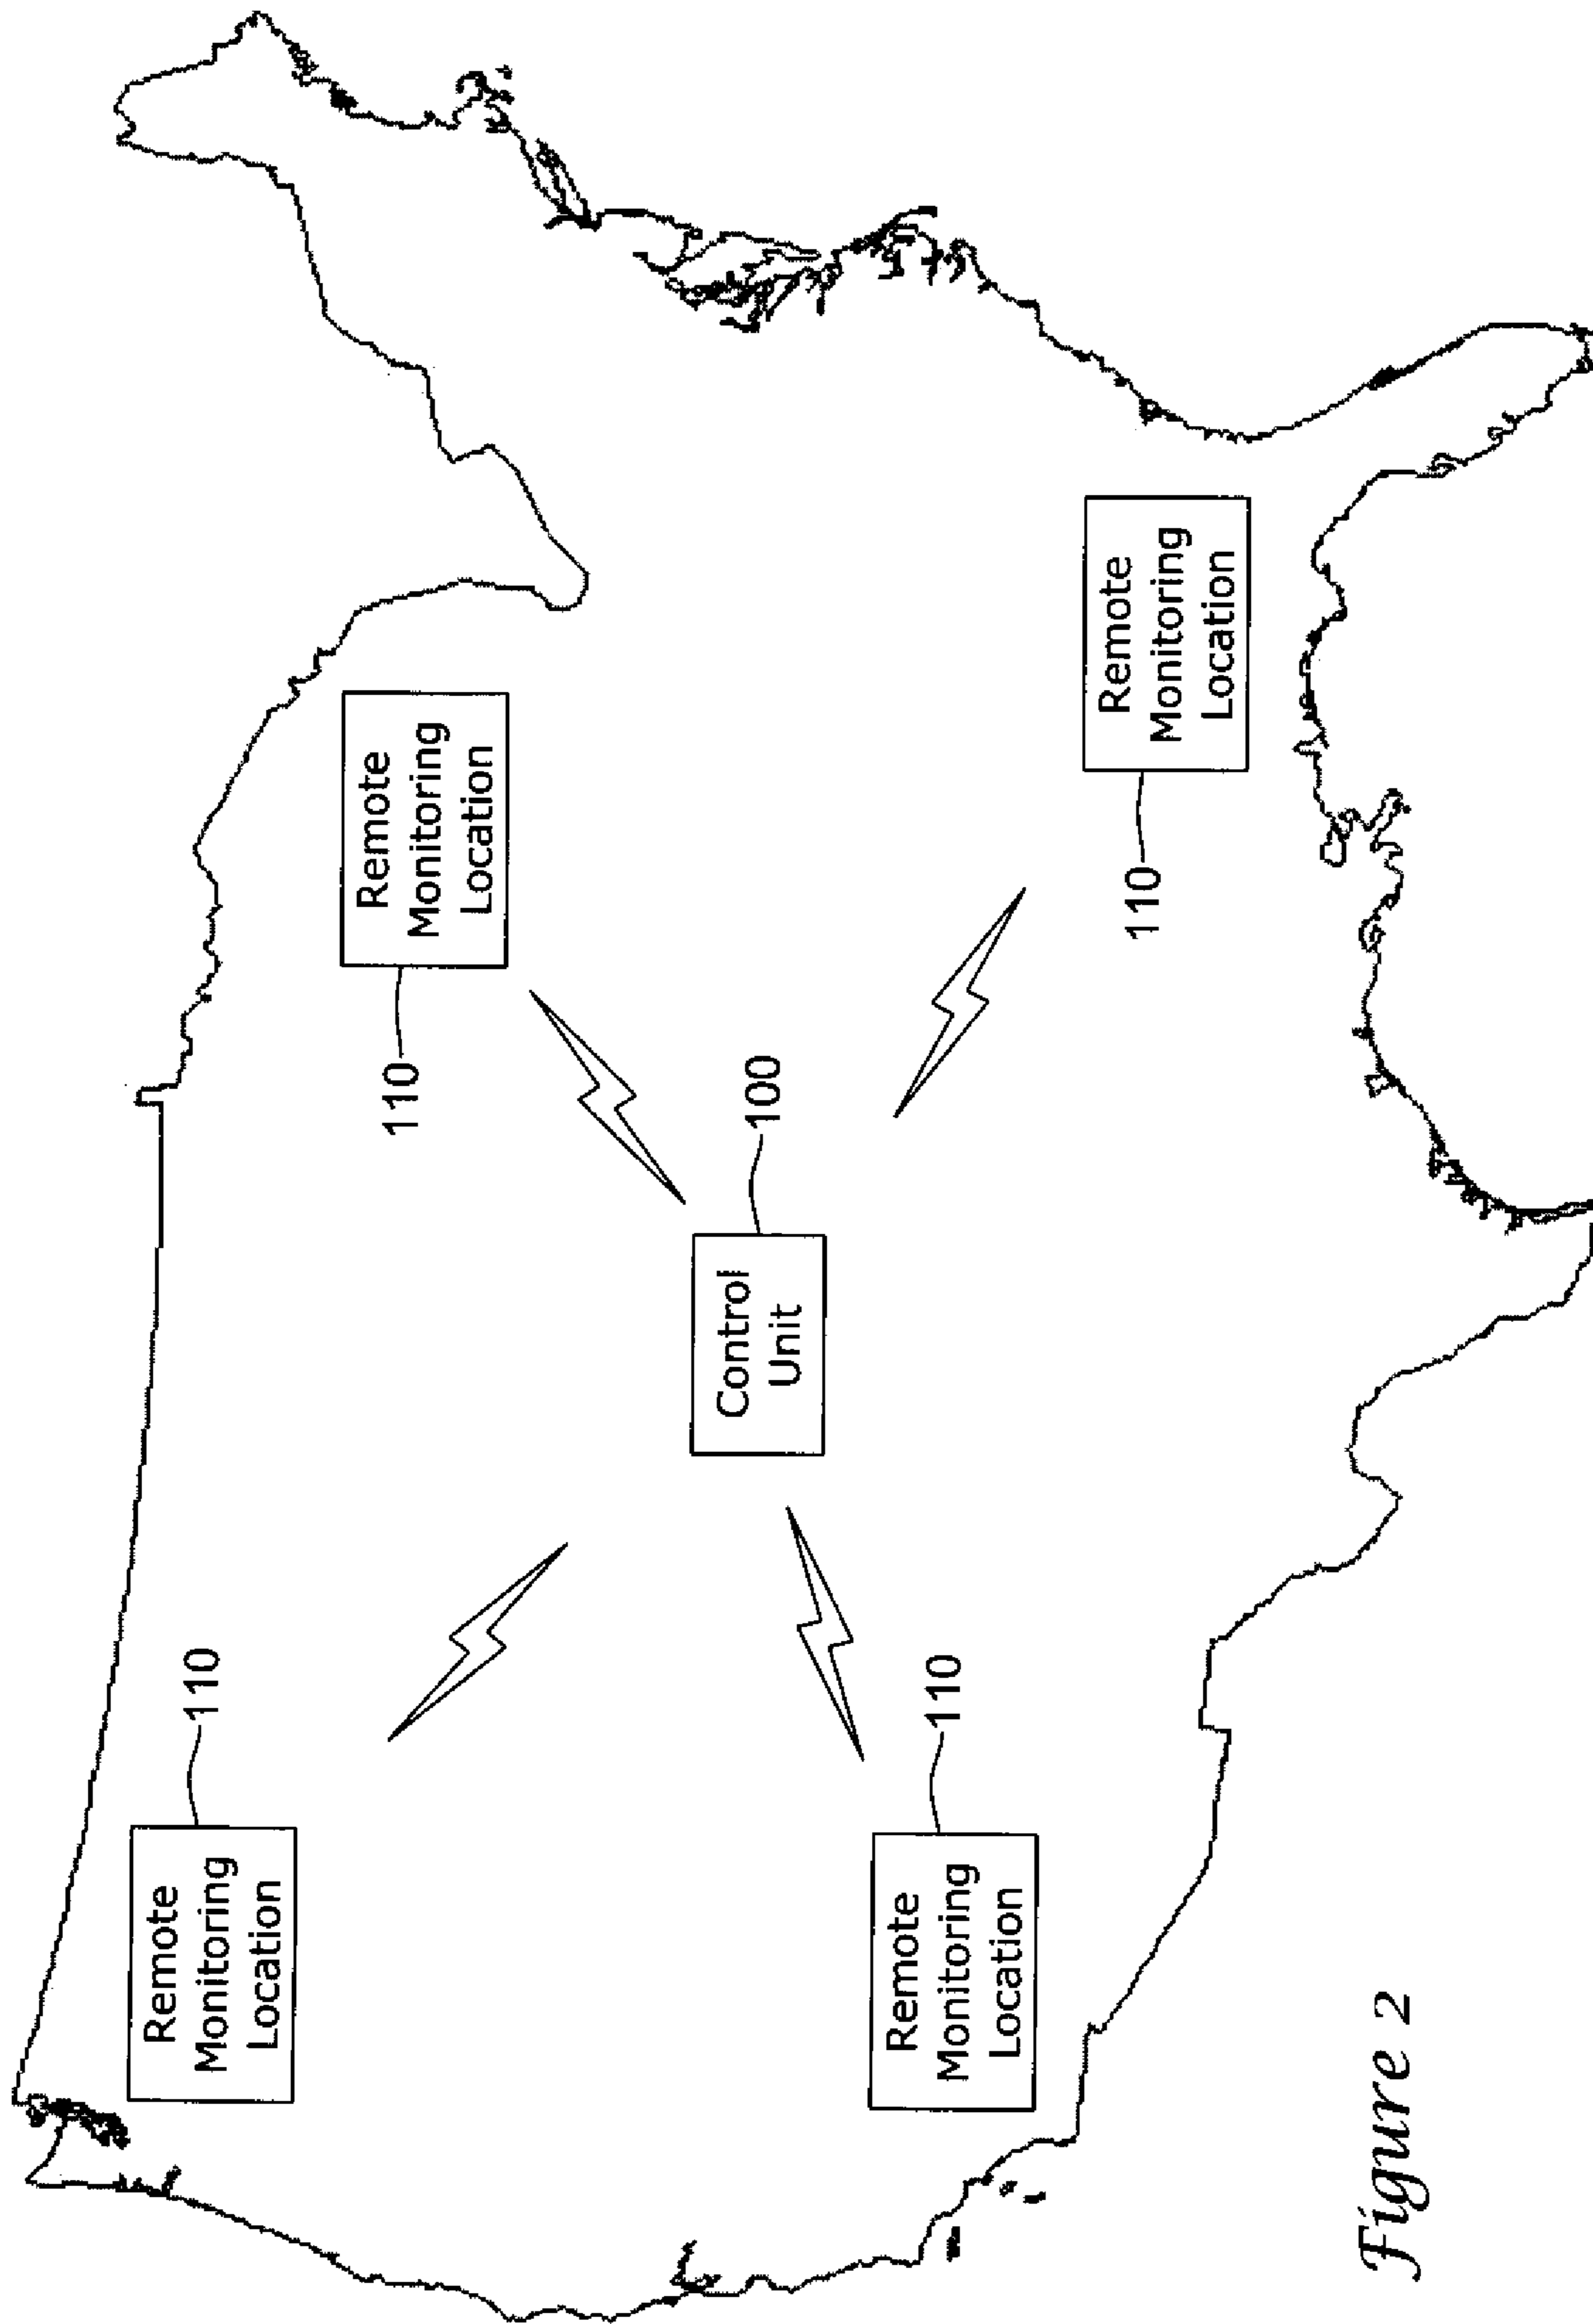 Remote
Monitoring
Location
110
Remote
Monitoring
Location
110
Control
Unit
100
Remote
Monitoring
Location
110
Remote
Monitoring
Location
110
Figure 2